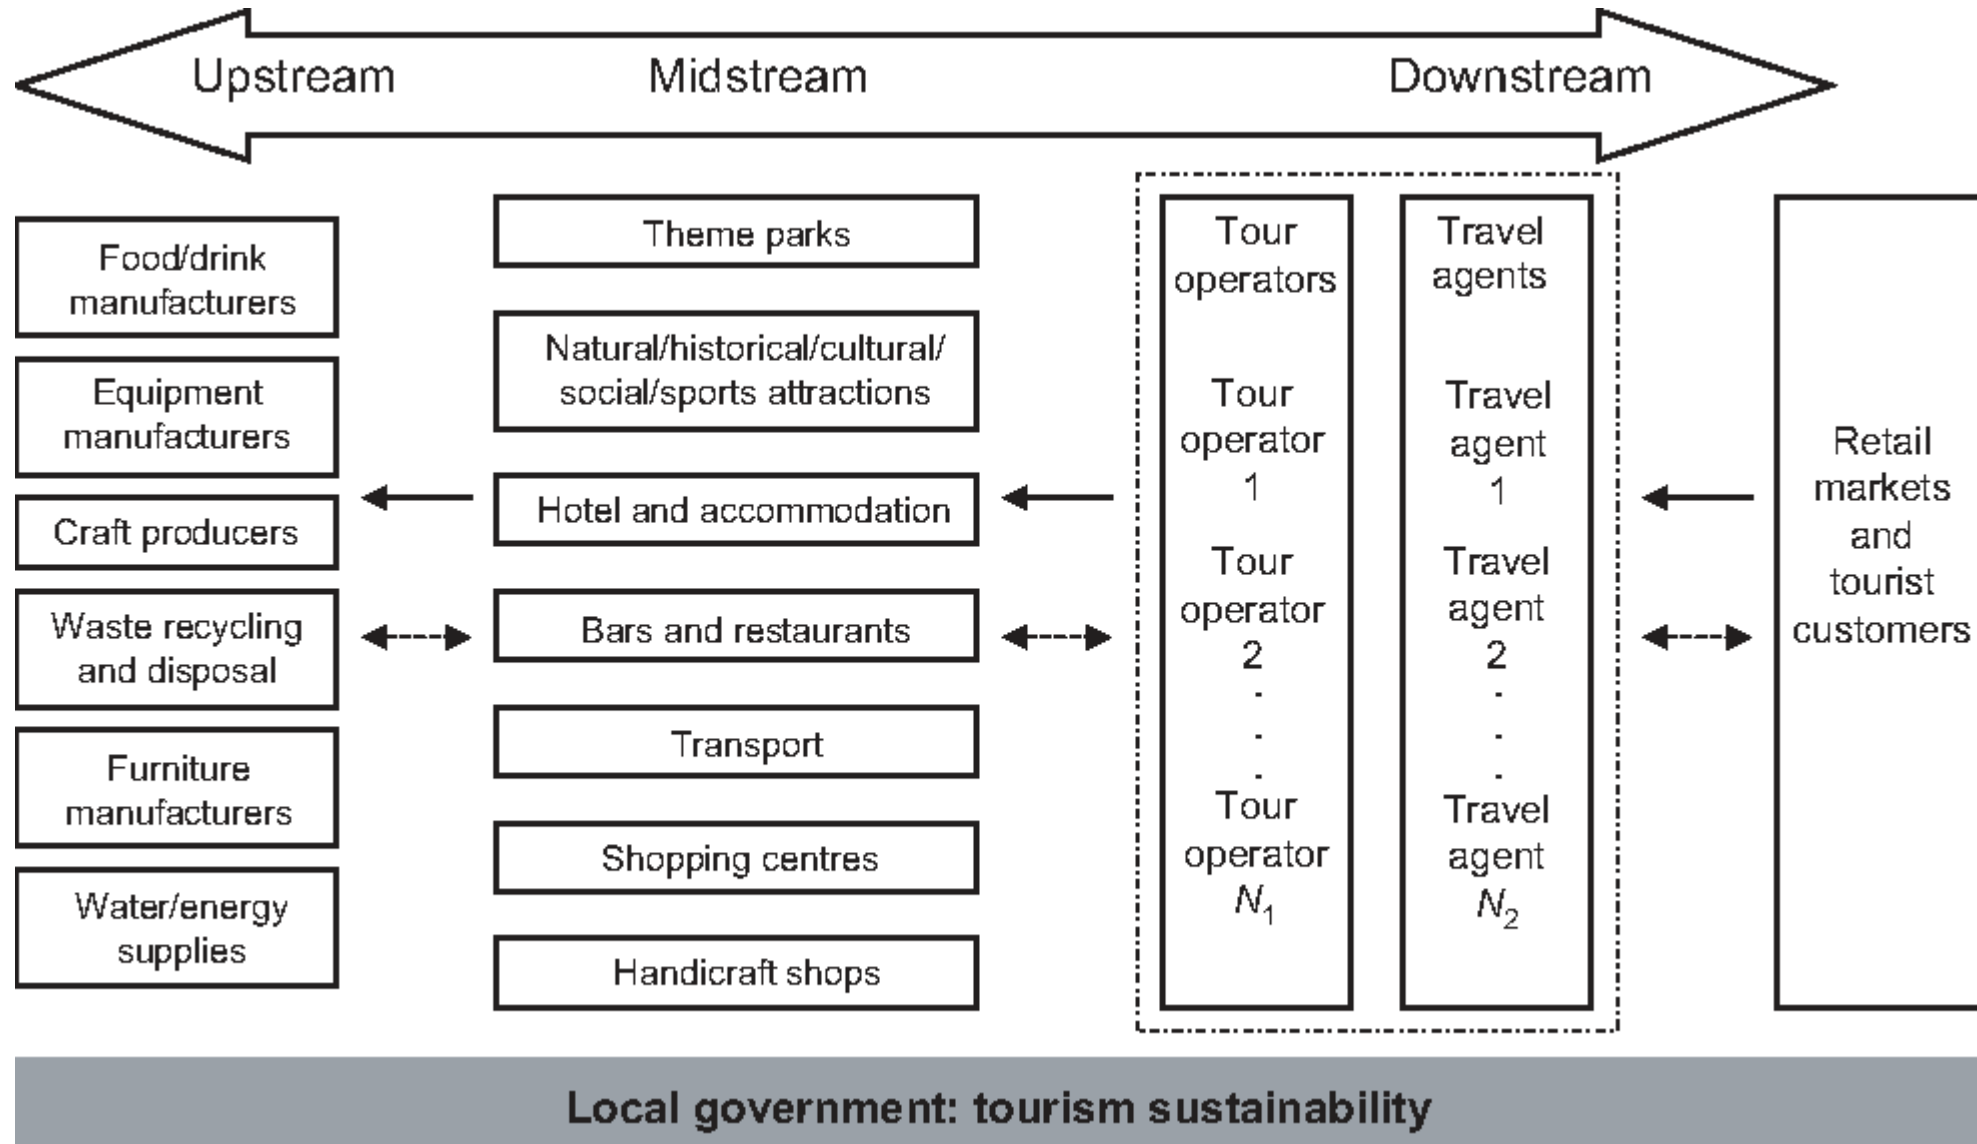 Upstream
Midstream
Downstream
Food/drink
manufacturers
Equipment
manufacturers
Craft producers
Waste recycling
and disposal
Furniture
manufacturers
Water/energy
supplies
Theme parks
Natural/historical/cultural/
social/sports attractions
Hotel and accommodation
Bars and restaurants
Transport
Shopping centres
Handicraft shops
Tour
operators
Tour
operator
1
Tour
operator
2
-
-
-
Tour
operator
N₁
Travel
agents
Travel
agent
1
Travel
agent
2
-
-
-
Travel
agent
N₂
Retail
markets
and
tourist
customers
Local government: tourism sustainability